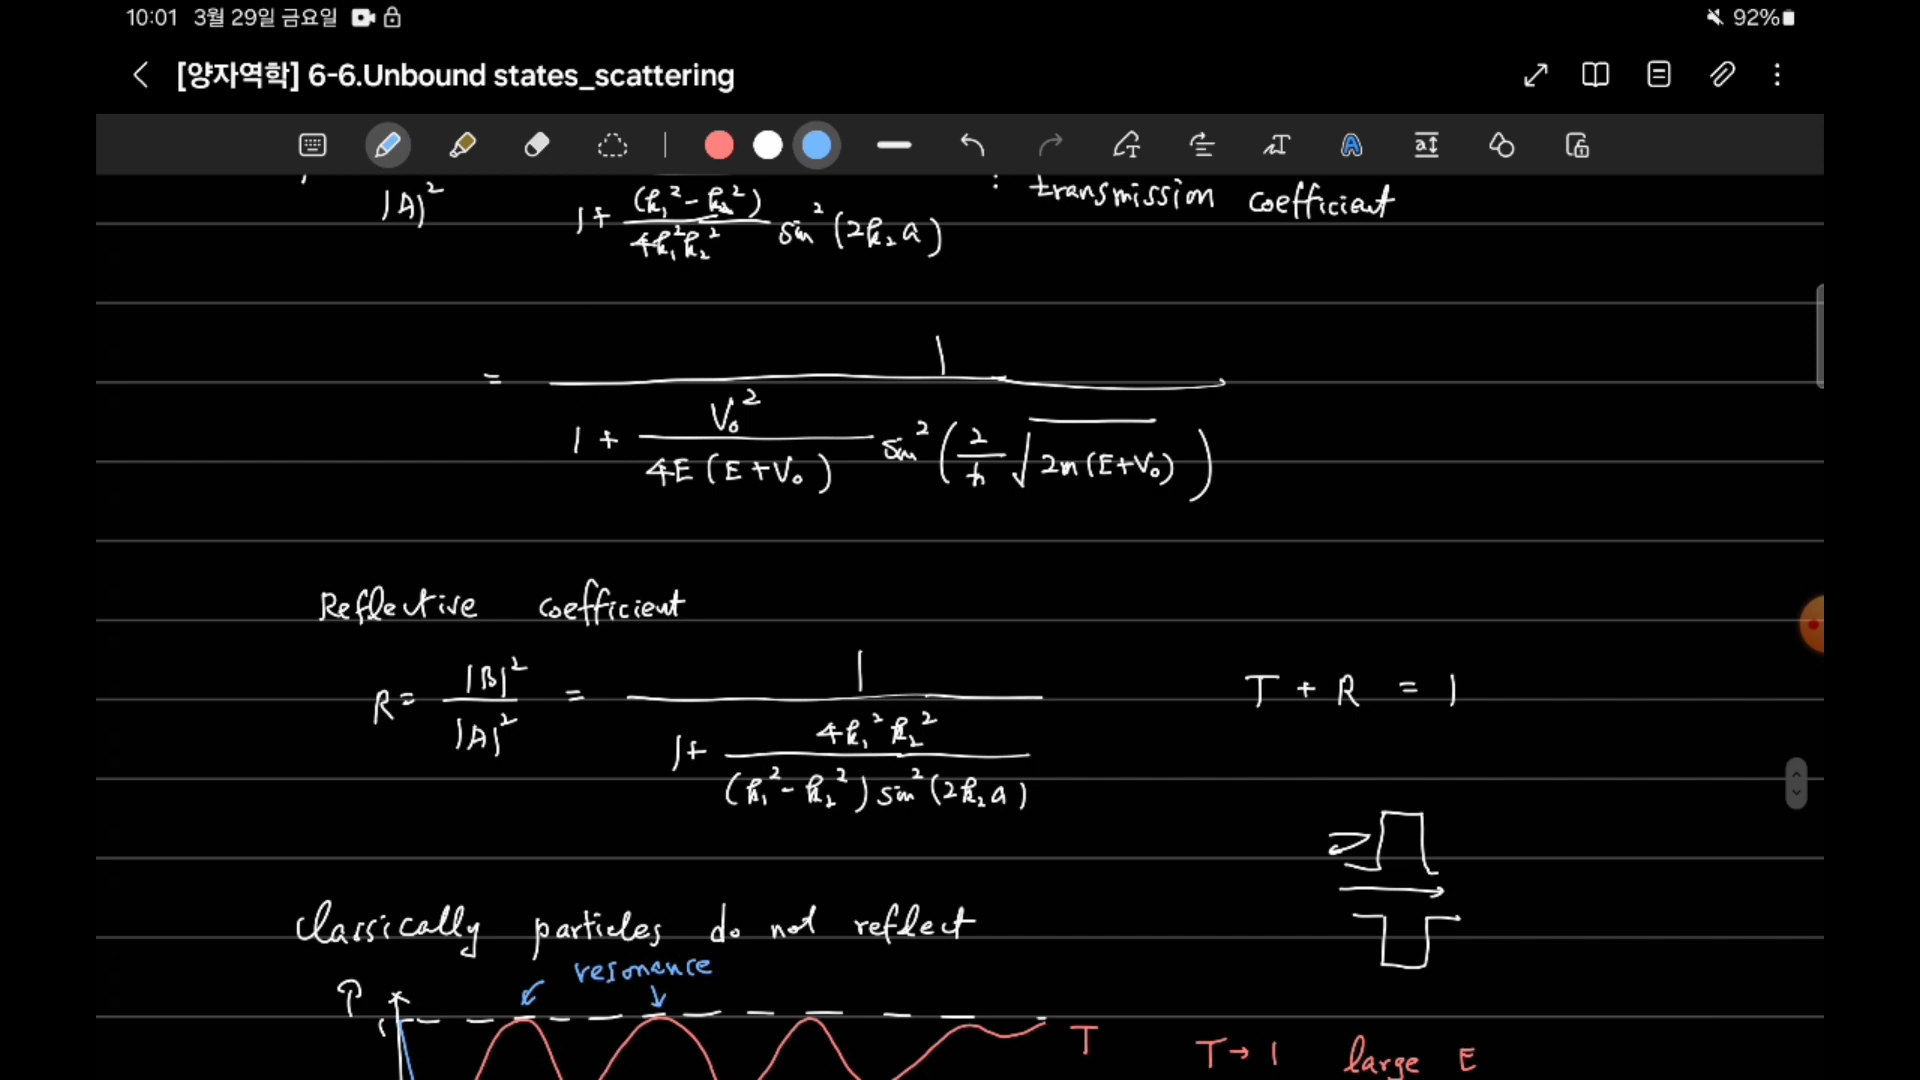 10:01 3월 29일 금요일 92%
[양자역학] 6-6.Unbound states_scattering
|A|² 1+ (k₁²-k₂²) / 4k₁²k₂² sin²(2k₂a) : transmission coefficient
= 1 / 1 + V₀² / 4E(E+V₀) sin²(2/ħ √2m(E+V₀))
Reflective coefficient
R= |B|² / |A|² = 1 / 1+ 4k₁²k₂² / (k₁²-k₂²) sin²(2k₂a) T + R = 1
classically particles do not reflect
resonance
T
T→1 large E